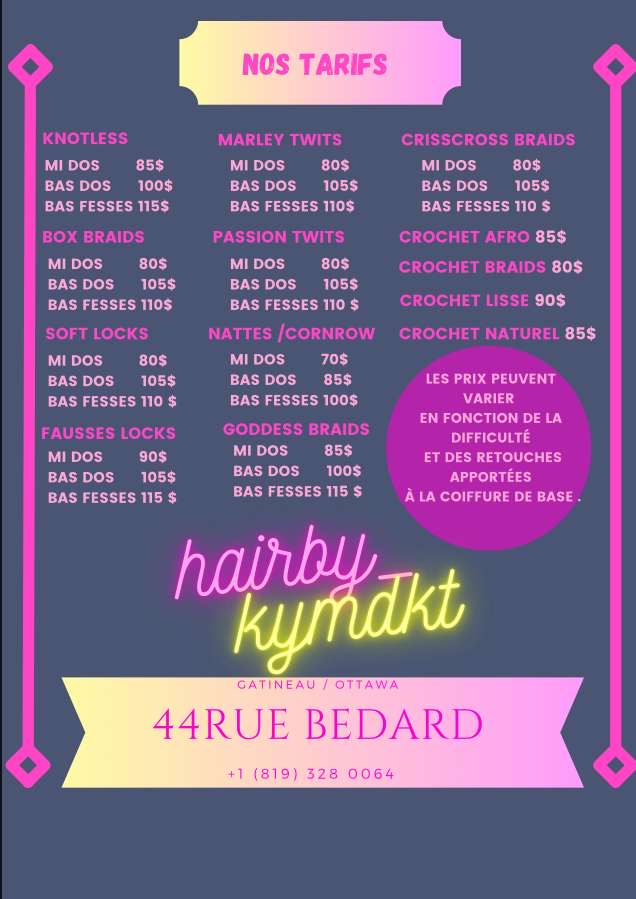 NOS TARIFS
KNOTLESS
MI DOS 85$
BAS DOS 100$
BAS FESSES 115$
BOX BRAIDS
MI DOS 80$
BAS DOS 105$
BAS FESSES 110$
SOFT LOCKS
MI DOS 80$
BAS DOS 105$
BAS FESSES 110 $
FAUSSES LOCKS
MI DOS 90$
BAS DOS 105$
BAS FESSES 115 $
MARLEY TWITS
MI DOS 80$
BAS DOS 105$
BAS FESSES 110$
PASSION TWITS
MI DOS 80$
BAS DOS 105$
BAS FESSES 110 $
NATTES /CORNROW
MI DOS 70$
BAS DOS 85$
BAS FESSES 100$
GODDESS BRAIDS
MI DOS 85$
BAS DOS 100$
BAS FESSES 115 $
CRISSCROSS BRAIDS
MI DOS 80$
BAS DOS 105$
BAS FESSES 110 $
CROCHET AFRO 85$
CROCHET BRAIDS 80$
CROCHET LISSE 90$
CROCHET NATUREL 85$
LES PRIX PEUVENT
VARIER
EN FONCTION DE LA
DIFFICULTÉ
ET DES RETOUCHES
APPORTÉES
À LA COIFFURE DE BASE .
hairby_
kymdkt
GATINEAU / OTTAWA
44RUE BEDARD
+1 (819) 328 0064